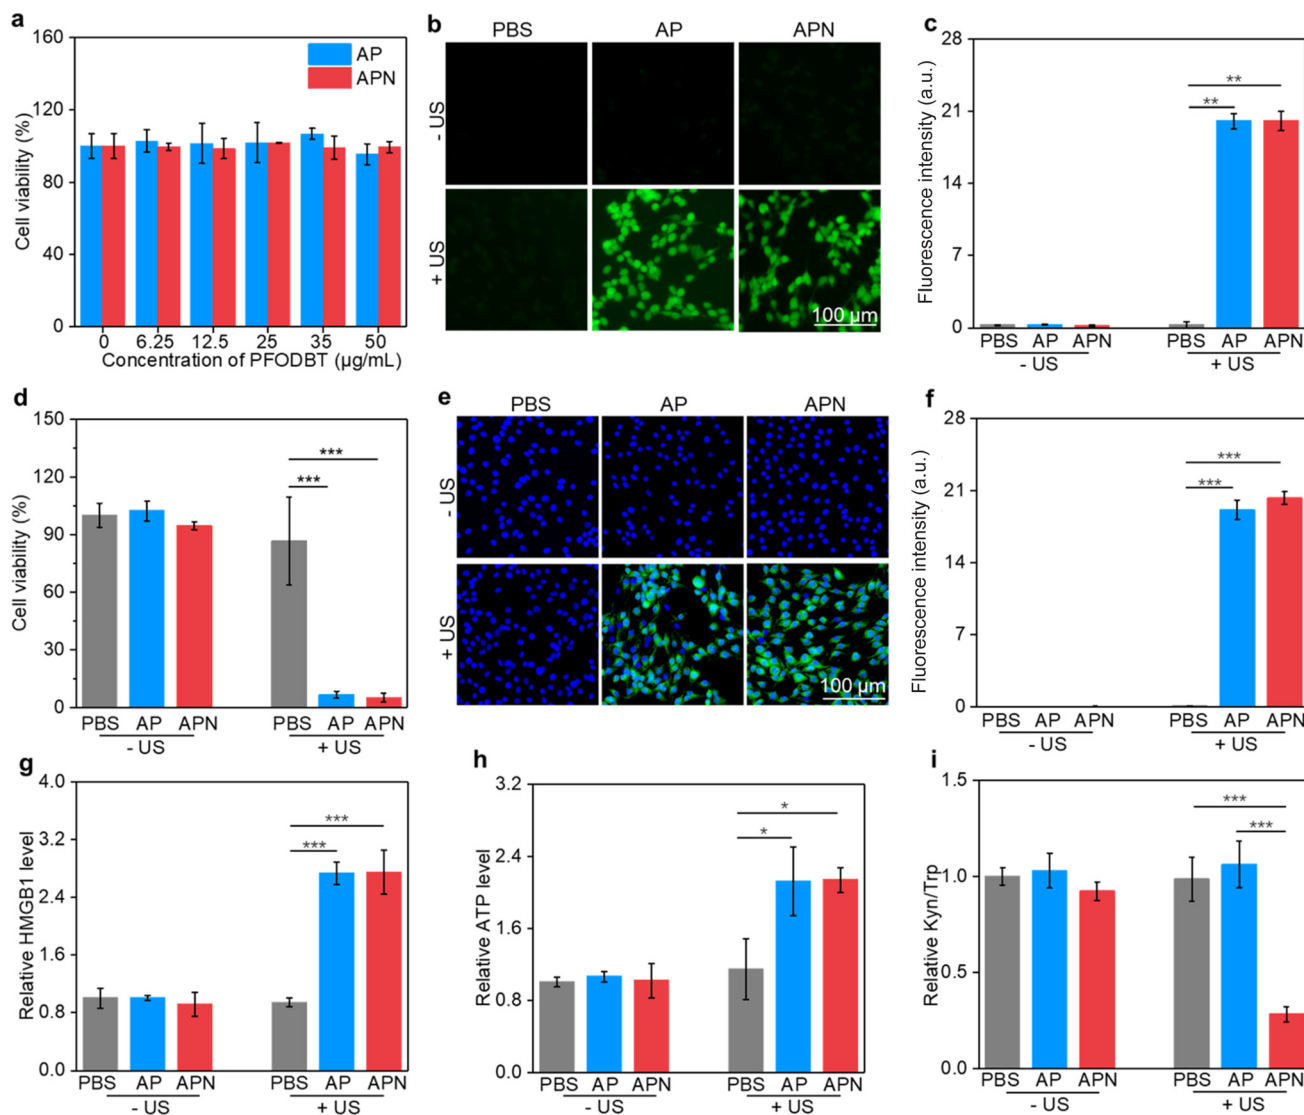 a
160
120
80
40
0
Cell viability (%)
AP
APN
0 6.25 12.5 25 35 50
Concentration of PFODBT (µg/mL)
b
PBS AP APN
- US
+ US
100 µm
c
28
21
14
7
0
Fluorescence intensity (a.u.)
**
**
PBS AP APN PBS AP APN
- US + US
d
150
120
90
60
30
0
Cell viability (%)
***
***
PBS AP APN PBS AP APN
- US + US
e
PBS AP APN
- US
+ US
100 µm
f
28
21
14
7
0
Fluorescence intensity (a.u.)
***
***
PBS AP APN PBS AP APN
- US + US
g
4.0
3.2
2.4
1.6
0.8
0.0
Relative HMGB1 level
***
***
PBS AP APN PBS AP APN
- US + US
h
3.2
2.4
1.6
0.8
0.0
Relative ATP level
*
*
PBS AP APN PBS AP APN
- US + US
i
1.5
1.0
0.5
0.0
Relative Kyn/Trp
***
***
PBS AP APN PBS AP APN
- US + US